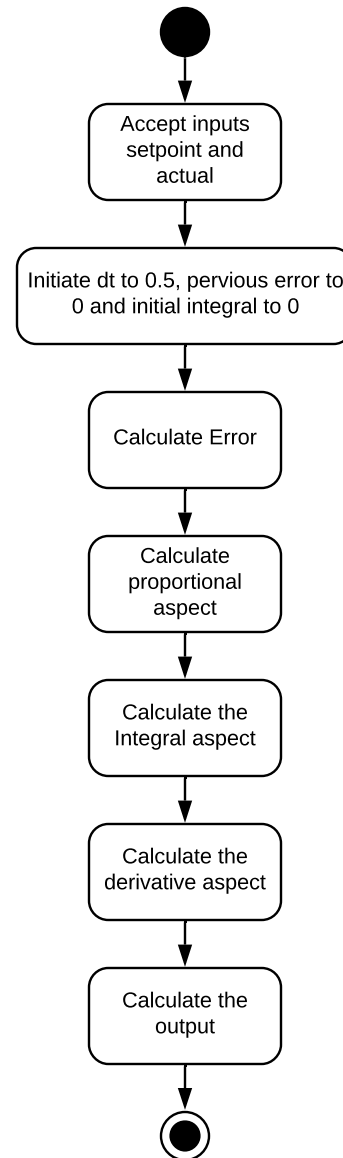 Accept inputs
setpoint and
actual
Initiate dt to 0.5, pervious error to
0 and initial integral to 0
Calculate Error
Calculate
proportional
aspect
Calculate the
Integral aspect
Calculate the
derivative aspect
Calculate the
output